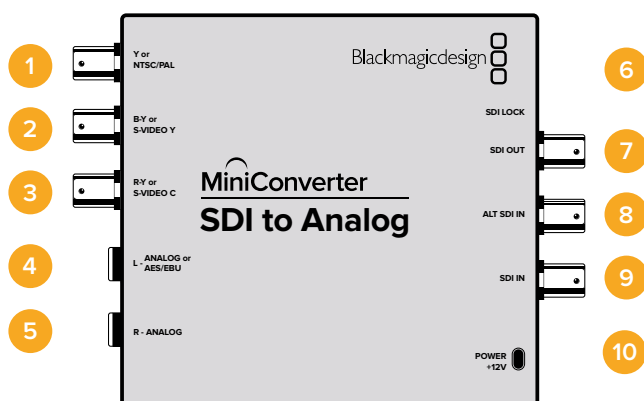 1
Y or
NTSC/PAL
2
B-Y or
S-VIDEO Y
3
R-Y or
S-VIDEO C
4
L - ANALOG or
AES/EBU
5
R - ANALOG
Blackmagicdesign
MiniConverter
SDI to Analog
6
SDI LOCK
7
SDI OUT
8
ALT SDI IN
9
SDI IN
10
POWER
+12V